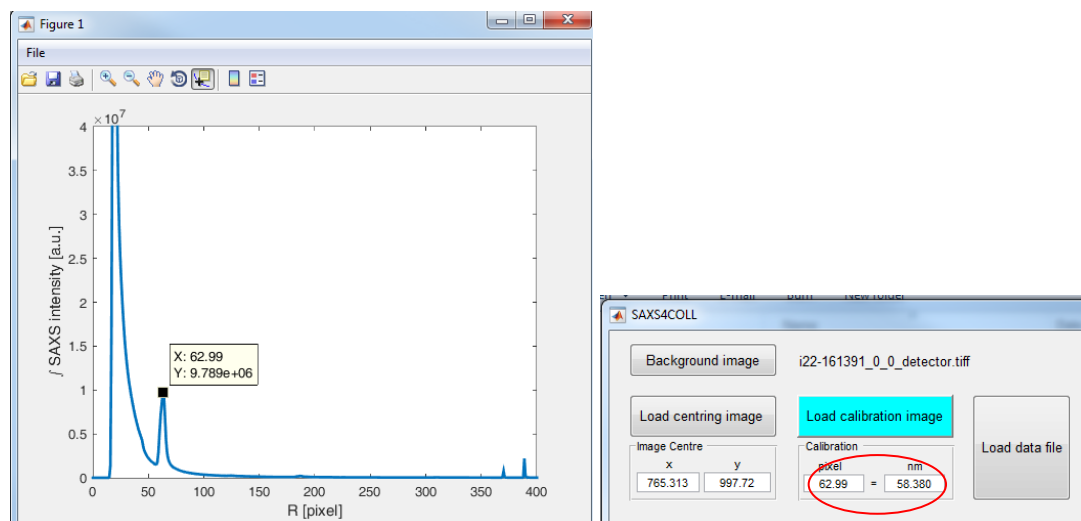 Figure 1
File
×10^7
4
3.5
3
2.5
2
1.5
1
0.5
0
∫ SAXS intensity [a.u.]
X: 62.99
Y: 9.789e+06
0 50 100 150 200 250 300 350 400
R [pixel]
SAXS4COLL
Background image i22-161391_0_0_detector.tiff
Load centring image Load calibration image Load data file
Image Centre Calibration
x y pixel nm
765.313 997.72 62.99 = 58.380